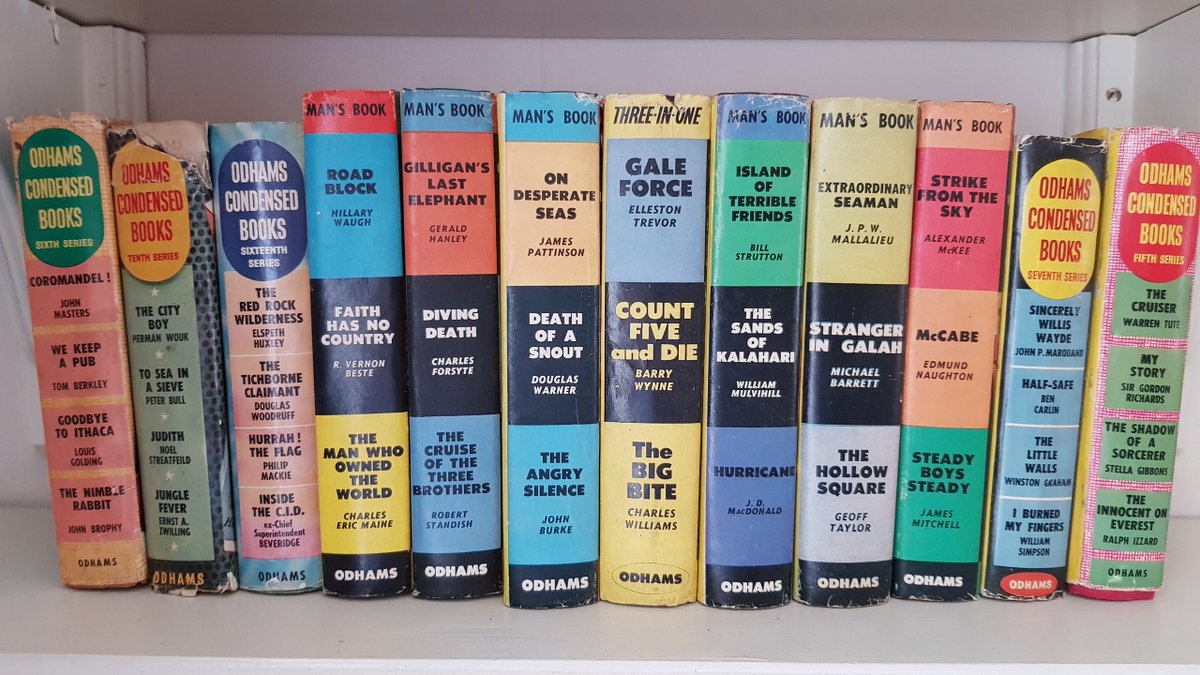 ODHAMS
CONDENSED
BOOKS
SIXTH SERIES
COROMANDEL!
JOHN
MASTERS
WE KEEP
A PUB
TOM BERKLEY
GOODBYE
TO ITHACA
LOUIS
GOLDING
THE NIMBLE
RABBIT
JOHN BROPHY
ODHAMS
ODHAMS
CONDENSED
BOOKS
TENTH SERIES
THE CITY
BOY
HERMAN WOUK
TO SEA IN
A SIEVE
PETER BULL
JUDITH
NOEL
STREATFEILD
JUNGLE
FEVER
ERNST A.
ZWILLING
ODHAMS
ODHAMS
CONDENSED
BOOKS
SIXTEENTH
SERIES
THE
RED ROCK
WILDERNESS
ELSPETH
HUXLEY
THE
TICHBORNE
CLAIMANT
DOUGLAS
WOODRUFF
HURRAH!
THE FLAG
PHILIP
MACKIE
INSIDE
THE C.I.D.
ex-Chief
Superintendent
BEVERIDGE
ODHAMS
MAN'S BOOK
ROAD
BLOCK
HILLARY
WAUGH
FAITH
HAS NO
COUNTRY
R. VERNON
BESTE
THE
MAN WHO
OWNED
THE
WORLD
CHARLES
ERIC MAINE
ODHAMS
MAN'S BOOK
GILLIGAN'S
LAST
ELEPHANT
GERALD
HANLEY
DIVING
DEATH
CHARLES
FORSYTE
THE
CRUISE
OF THE
THREE
BROTHERS
ROBERT
STANDISH
ODHAMS
MAN'S BOOK
ON
DESPERATE
SEAS
JAMES
PATTINSON
DEATH
OF A
SNOUT
DOUGLAS
WARNER
THE
ANGRY
SILENCE
JOHN
BURKE
ODHAMS
THREE-IN-ONE
GALE
FORCE
ELLESTON
TREVOR
COUNT
FIVE
and DIE
BARRY
WYNNE
The
BIG
BITE
CHARLES
WILLIAMS
ODHAMS
MAN'S BOOK
ISLAND
OF
TERRIBLE
FRIENDS
BILL
STRUTTON
THE
SANDS
OF
KALAHARI
WILLIAM
MULVIHILL
HURRICANE
J. D.
MACDONALD
ODHAMS
MAN'S BOOK
EXTRAORDINARY
SEAMAN
J. P. W.
MALLALIEU
STRANGER
IN GALAH
MICHAEL
BARRETT
THE
HOLLOW
SQUARE
GEOFF
TAYLOR
ODHAMS
MAN'S BOOK
STRIKE
FROM THE
SKY
ALEXANDER
McKEE
McCABE
EDMUND
NAUGHTON
STEADY
BOYS
STEADY
JAMES
MITCHELL
ODHAMS
ODHAMS
CONDENSED
BOOKS
SEVENTH SERIES
SINCERELY
WILLIS
WAYDE
JOHN P. MARQUAND
HALF-SAFE
BEN
CARLIN
THE
LITTLE
WALLS
WINSTON GRAHAM
I BURNED
MY FINGERS
WILLIAM
SIMPSON
ODHAMS
ODHAMS
CONDENSED
BOOKS
FIFTH SERIES
THE
CRUISER
WARREN TUTE
MY
STORY
SIR GORDON
RICHARDS
THE SHADOW
OF A
SORCERER
STELLA GIBBONS
THE
INNOCENT ON
EVEREST
RALPH IZZARD
ODHAMS